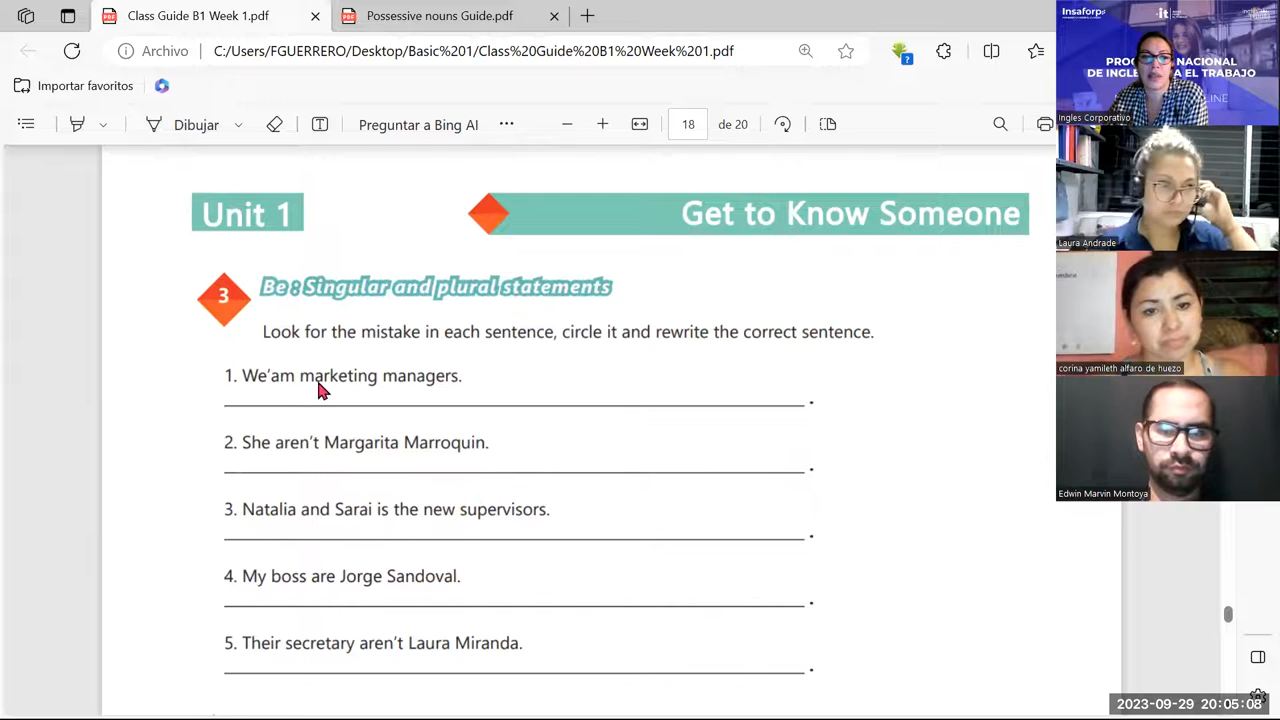 Class Guide B1 Week 1.pdf
Archivo
C:/Users/FGUERRERO/Desktop/Basic%201/Class%20Guide%20B1%20Week%201.pdf
Importar favoritos
Dibujar
Preguntar a Bing AI
18
de 20
Unit 1
Get to Know Someone
3
Be : Singular and plural statements
Look for the mistake in each sentence, circle it and rewrite the correct sentence.
1. We'am marketing managers.
2. She aren't Margarita Marroquin.
3. Natalia and Sarai is the new supervisors.
4. My boss are Jorge Sandoval.
5. Their secretary aren't Laura Miranda.
Insaforp
Ingles Corporativo
Laura Andrade
corina yamileth alfaro de huezo
Edwin Marvin Montoya
2023-09-29 20:05:08